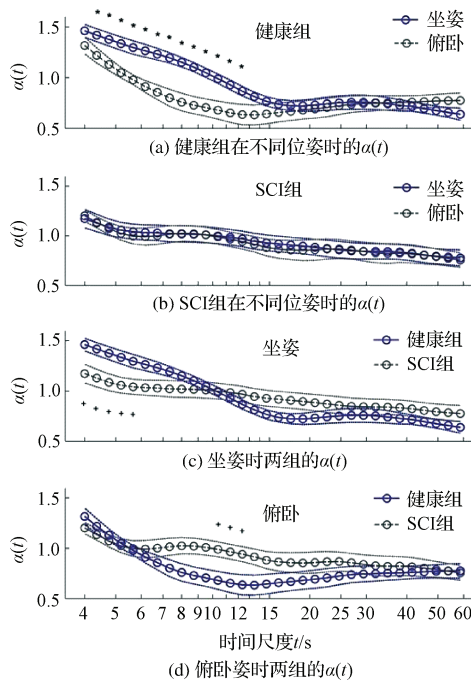 1.5
健康组
坐姿
俯卧
α(t)
1.0
0.5
(a) 健康组在不同位姿时的α(t)
1.5
SCI组
坐姿
俯卧
α(t)
1.0
0.5
(b) SCI组在不同位姿时的α(t)
1.5
坐姿
健康组
SCI组
α(t)
1.0
0.5
(c) 坐姿时两组的α(t)
1.5
俯卧
健康组
SCI组
α(t)
1.0
0.5
4 5 6 7 8 9 10 12 15 20 25 30 40 50 60
时间尺度t/s
(d) 俯卧姿时两组的α(t)